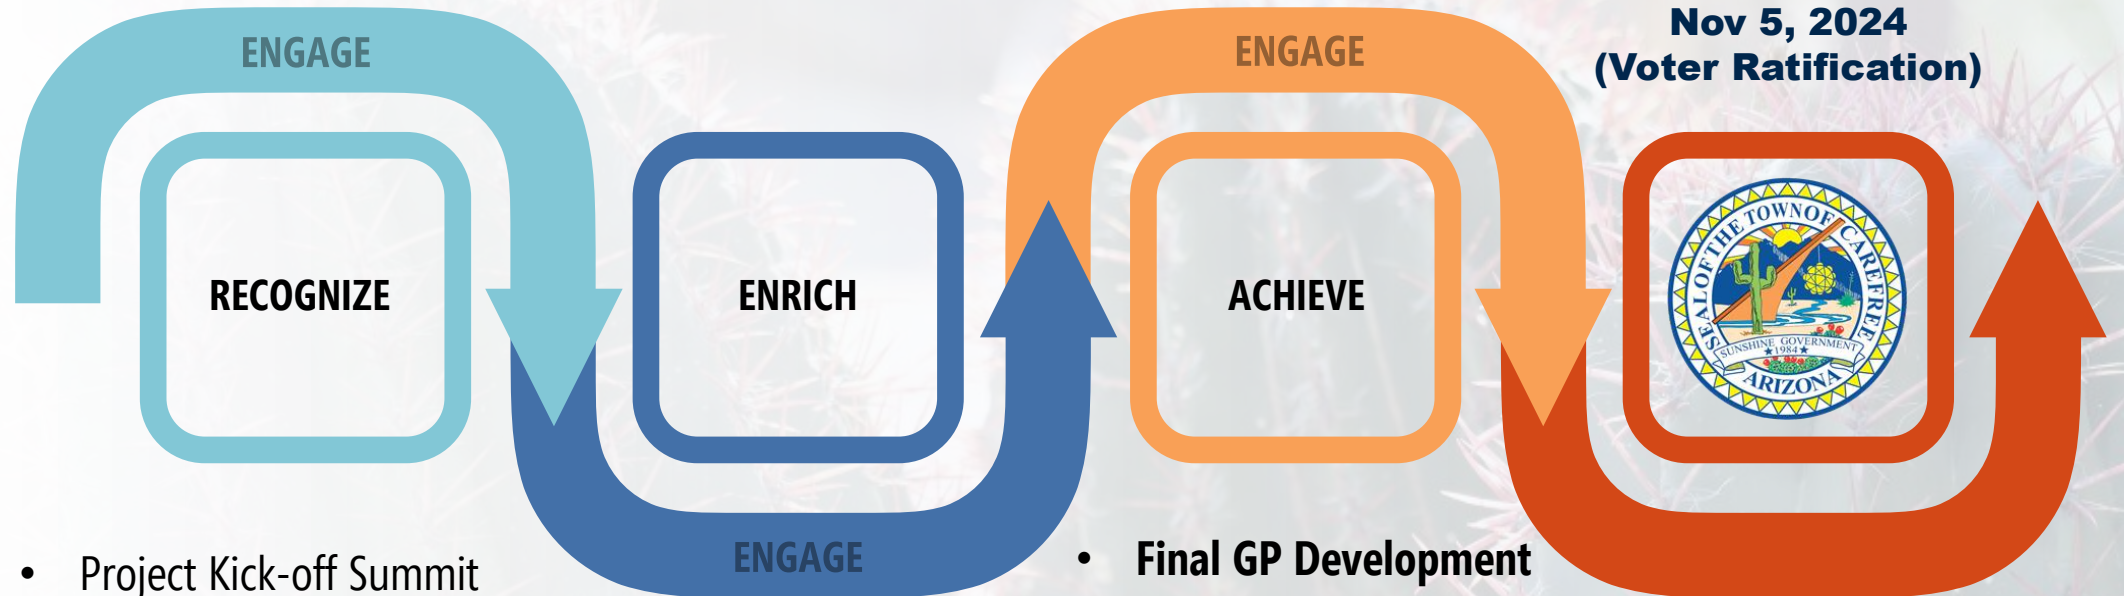 ENGAGE
ENGAGE
Nov 5, 2024
(Voter Ratification)
RECOGNIZE
ENRICH
ACHIEVE
SEAL OF THE TOWN OF CAREFREE
SUNSHINE GOVERNMENT
★1984★
ARIZONA
ENGAGE
• Project Kick-off Summit
• Final GP Development